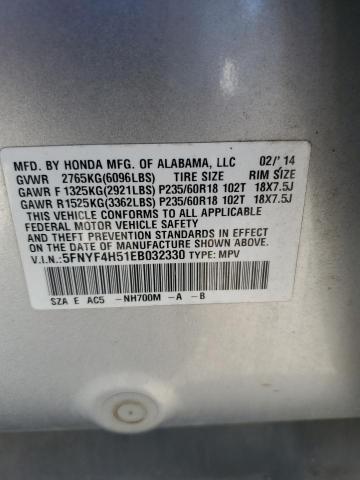 MFD. BY HONDA MFG. OF ALABAMA, LLC 02/'14
GVWR 2765KG(6096LBS) TIRE SIZE RIM SIZE
GAWR F 1325KG(2921LBS) P235/60R18 102T 18X7.5J
GAWR R 1525KG(3362LBS) P235/60R18 102T 18X7.5J
THIS VEHICLE CONFORMS TO ALL APPLICABLE
FEDERAL MOTOR VEHICLE SAFETY
STANDARDS IN EFFECT ON THE DATE OF
MANUFACTURE SHOWN ABOVE.
V.I.N.:5FNYF4H51EB032330 TYPE: MPV
SZA E AC5 -NH700M -A -B